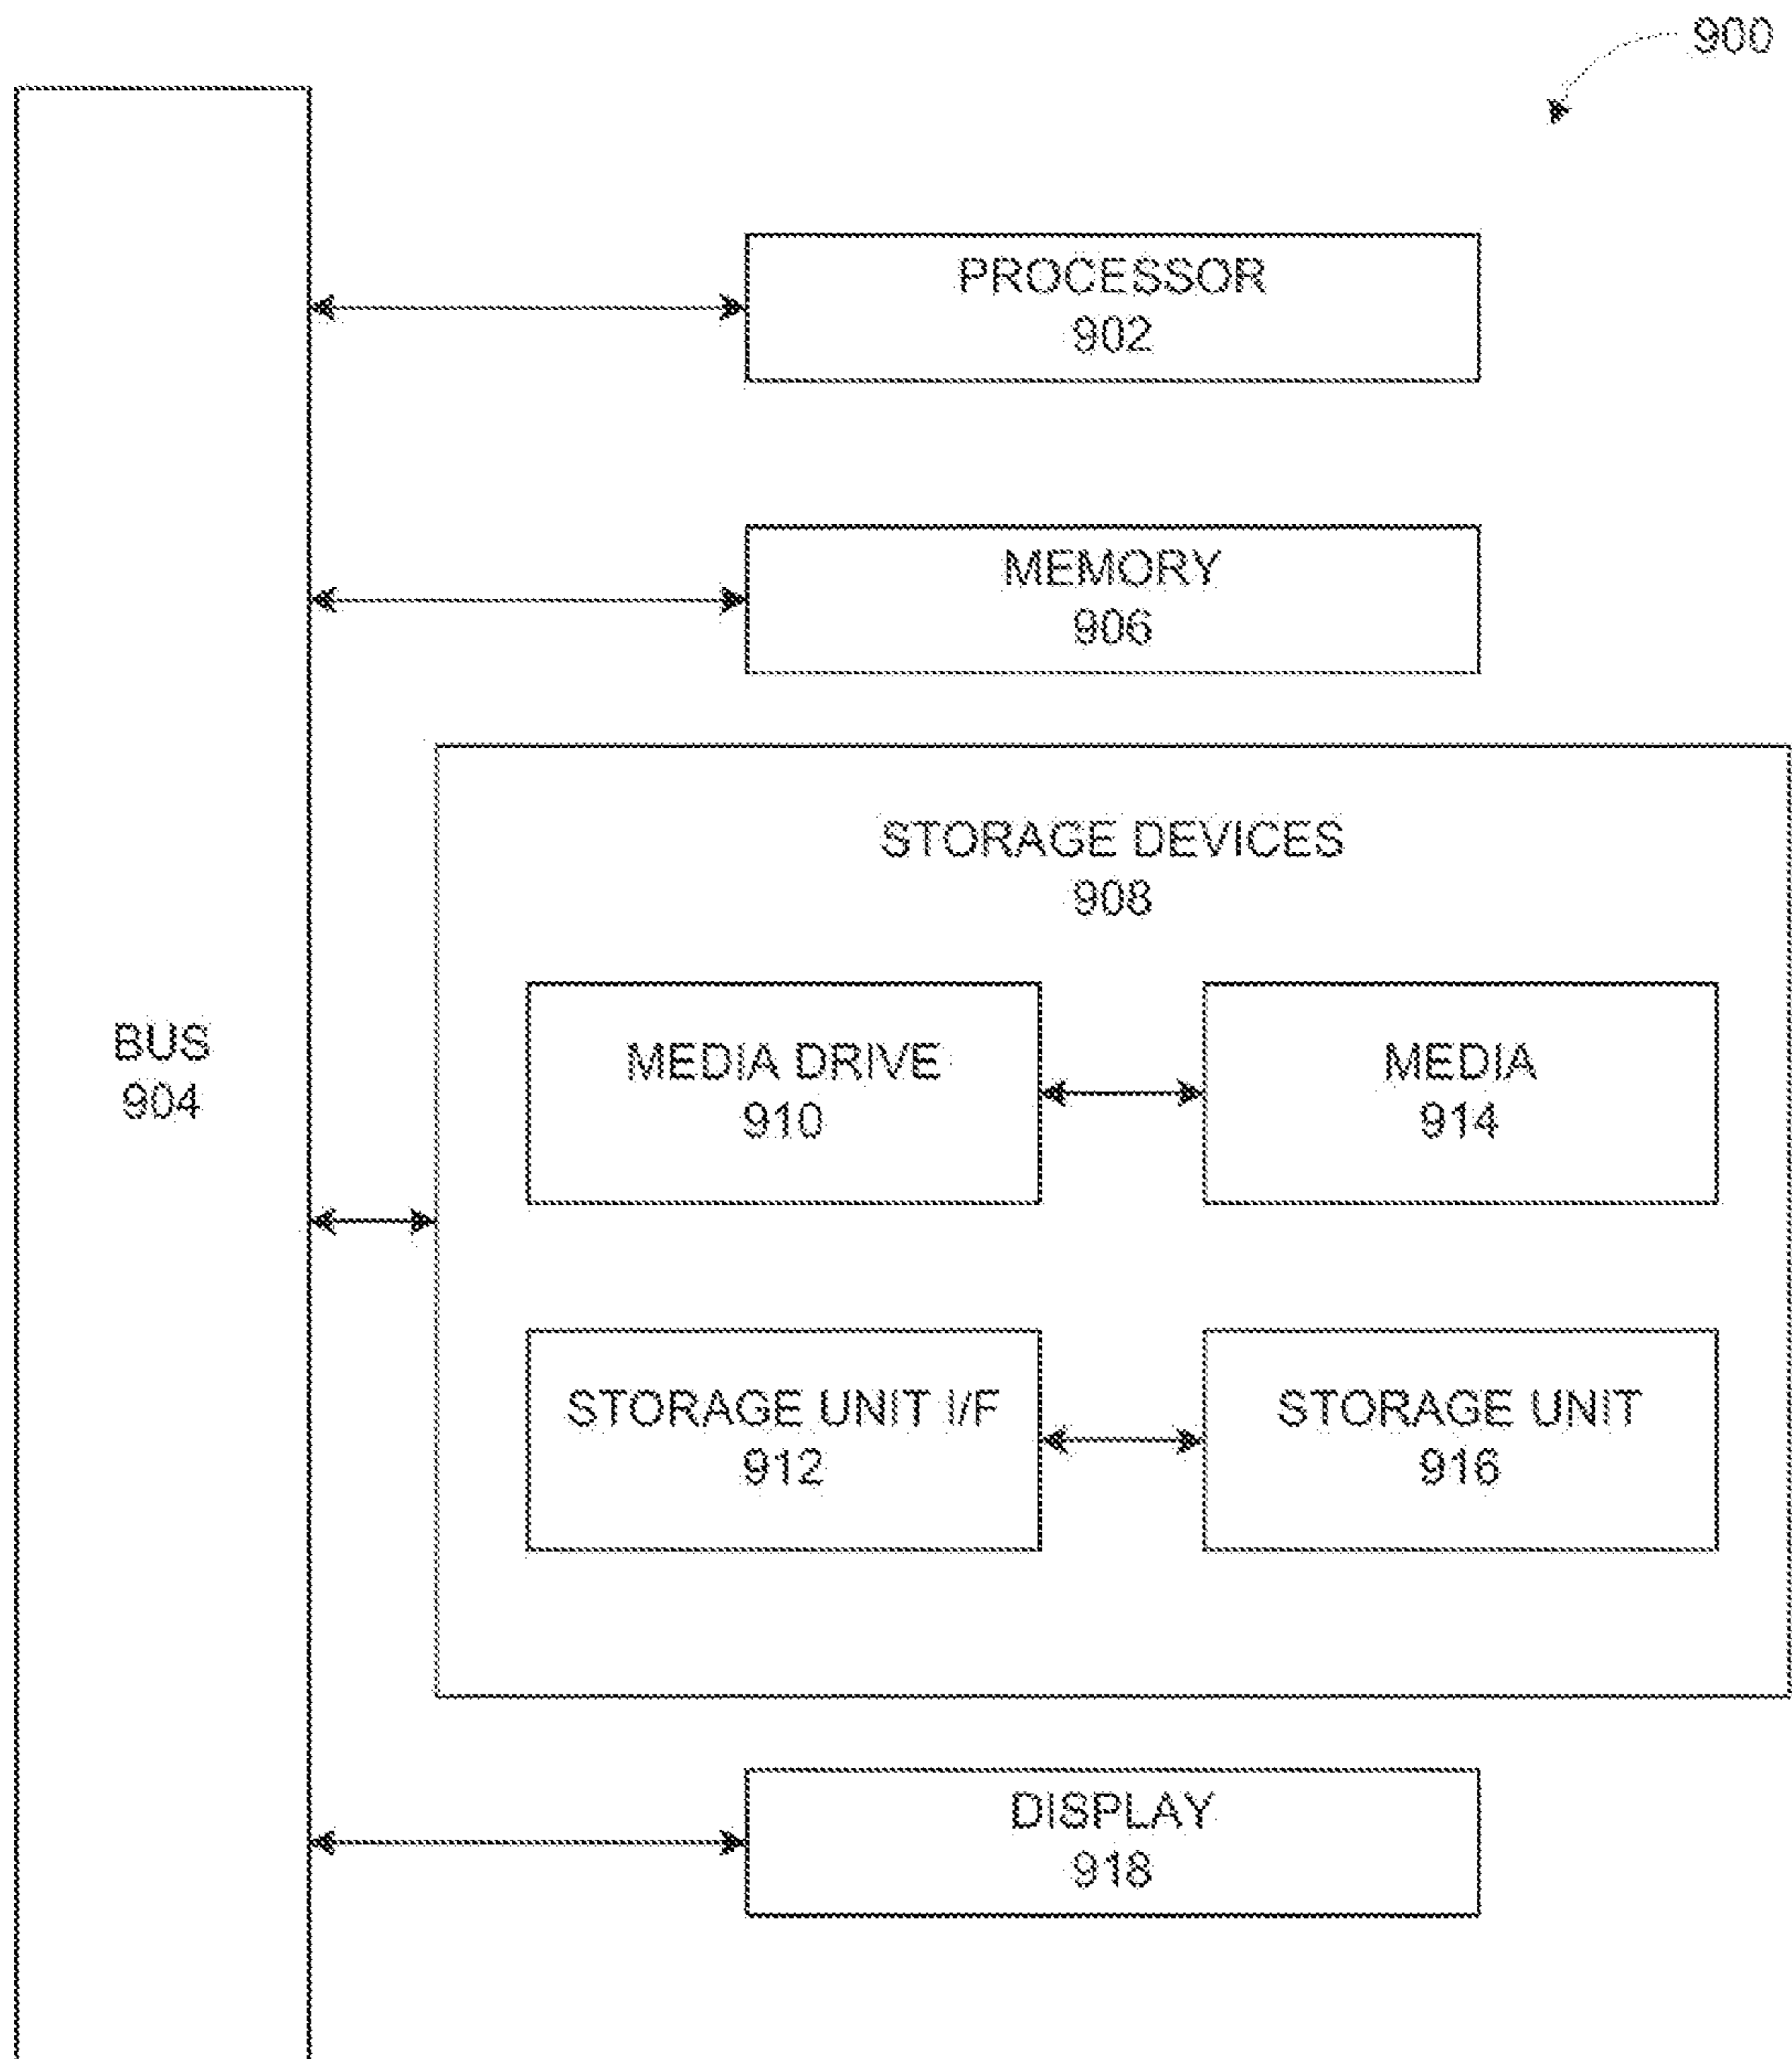 900
PROCESSOR
902
MEMORY
906
STORAGE DEVICES
908
BUS
904
MEDIA DRIVE
910
MEDIA
914
STORAGE UNIT I/F
912
STORAGE UNIT
916
DISPLAY
918